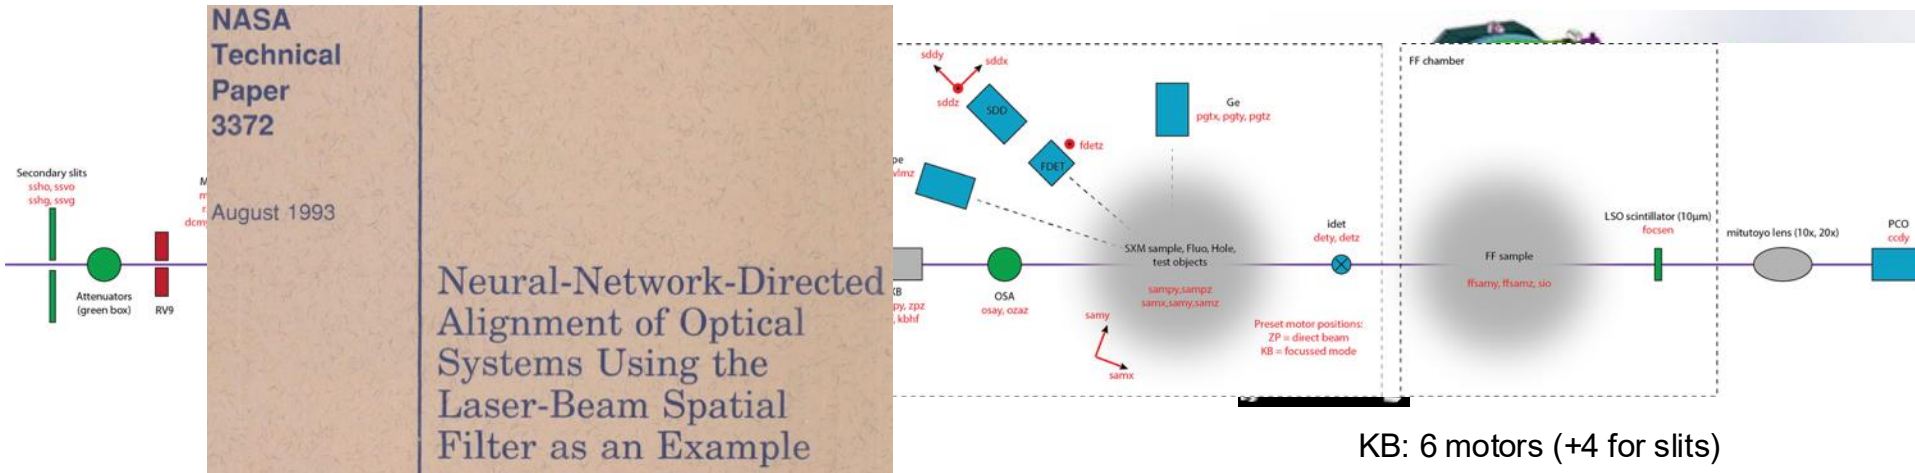 Secondary slits
ssho, ssvo
sshg, ssvg
Attenuators
(green box)
RV9
NASA
Technical
Paper
3372
August 1993
Neural-Network-Directed
Alignment of Optical
Systems Using the
Laser-Beam Spatial
Filter as an Example
sddy
sddx
sddz
SDD
FDET
fdetz
Ge
pgtx, pgty, pgtz
OSA
osay, ozaz
SXM sample, Fluo, Hole,
test objects
sampy,sampz
samx,samy,samz
samy
samx
idet
dety, detz
Preset motor positions:
ZP = direct beam
KB = focussed mode
FF chamber
FF sample
ffsamy, ffsamz, sio
LSO scintillator (10µm)
focsen
mitutoyo lens (10x, 20x)
PCO
ccdy
KB: 6 motors (+4 for slits)